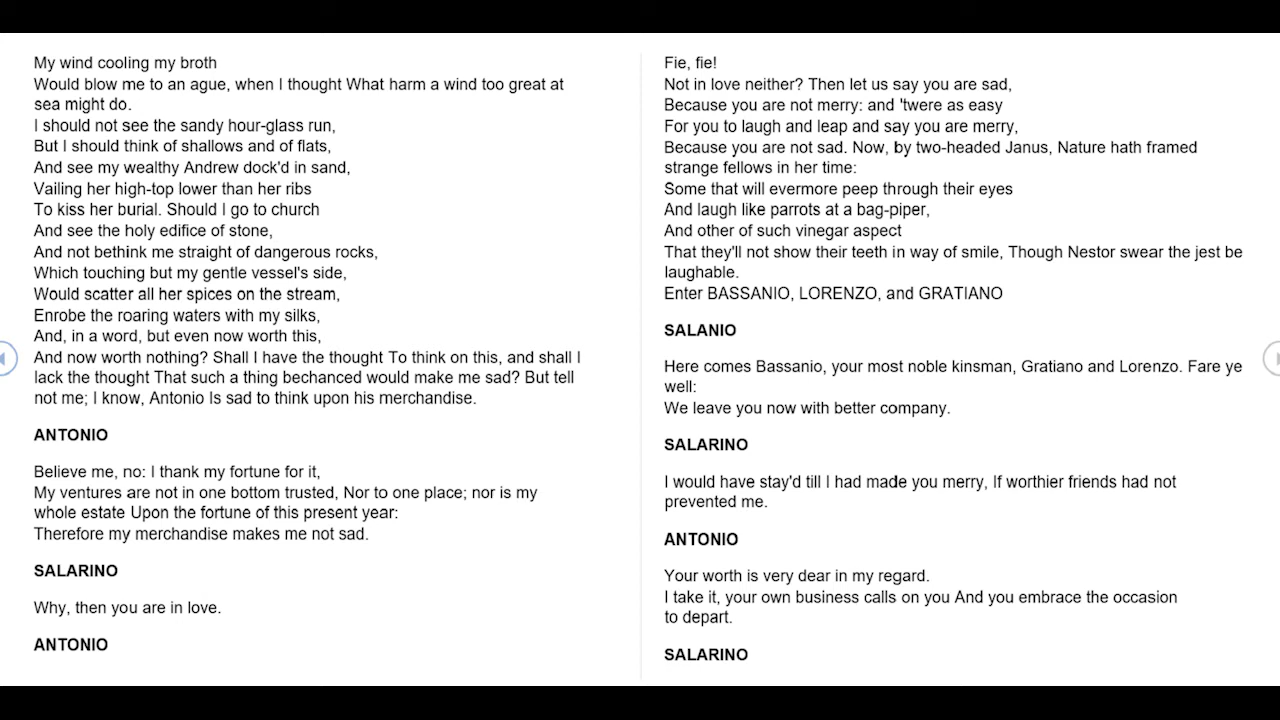 My wind cooling my broth
Would blow me to an ague, when I thought What harm a wind too great at
sea might do.
I should not see the sandy hour-glass run,
But I should think of shallows and of flats,
And see my wealthy Andrew dock'd in sand,
Vailing her high-top lower than her ribs
To kiss her burial. Should I go to church
And see the holy edifice of stone,
And not bethink me straight of dangerous rocks,
Which touching but my gentle vessel's side,
Would scatter all her spices on the stream,
Enrobe the roaring waters with my silks,
And, in a word, but even now worth this,
And now worth nothing? Shall I have the thought To think on this, and shall I
lack the thought That such a thing bechanced would make me sad? But tell
not me; I know, Antonio Is sad to think upon his merchandise.
ANTONIO
Believe me, no: I thank my fortune for it,
My ventures are not in one bottom trusted, Nor to one place; nor is my
whole estate Upon the fortune of this present year:
Therefore my merchandise makes me not sad.
SALARINO
Why, then you are in love.
ANTONIO
Fie, fie!
Not in love neither? Then let us say you are sad,
Because you are not merry: and 'twere as easy
For you to laugh and leap and say you are merry,
Because you are not sad. Now, by two-headed Janus, Nature hath framed
strange fellows in her time:
Some that will evermore peep through their eyes
And laugh like parrots at a bag-piper,
And other of such vinegar aspect
That they'll not show their teeth in way of smile, Though Nestor swear the jest be
laughable.
Enter BASSANIO, LORENZO, and GRATIANO
SALANIO
Here comes Bassanio, your most noble kinsman, Gratiano and Lorenzo. Fare ye
well:
We leave you now with better company.
SALARINO
I would have stay'd till I had made you merry, If worthier friends had not
prevented me.
ANTONIO
Your worth is very dear in my regard.
I take it, your own business calls on you And you embrace the occasion
to depart.
SALARINO